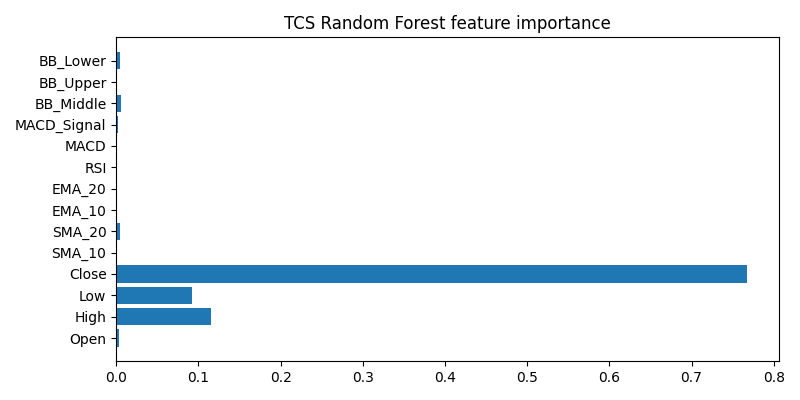 TCS Random Forest feature importance
BB_Lower
BB_Upper
BB_Middle
MACD_Signal
MACD
RSI
EMA_20
EMA_10
SMA_20
SMA_10
Close
Low
High
Open
0.0 0.1 0.2 0.3 0.4 0.5 0.6 0.7 0.8